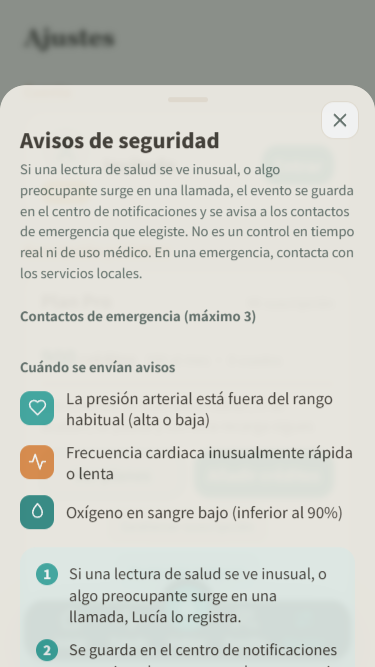 Ajustes
Avisos de seguridad
Si una lectura de salud se ve inusual, o algo
preocupante surge en una llamada, el evento se guarda
en el centro de notificaciones y se avisa a los contactos
de emergencia que elegiste. No es un control en tiempo
real ni de uso médico. En una emergencia, contacta con
los servicios locales.
Contactos de emergencia (máximo 3)
Cuándo se envían avisos
La presión arterial está fuera del rango
habitual (alta o baja)
Frecuencia cardiaca inusualmente rápida
o lenta
Oxígeno en sangre bajo (inferior al 90%)
1 Si una lectura de salud se ve inusual, o
algo preocupante surge en una
llamada, Lucía lo registra.
2 Se guarda en el centro de notificaciones